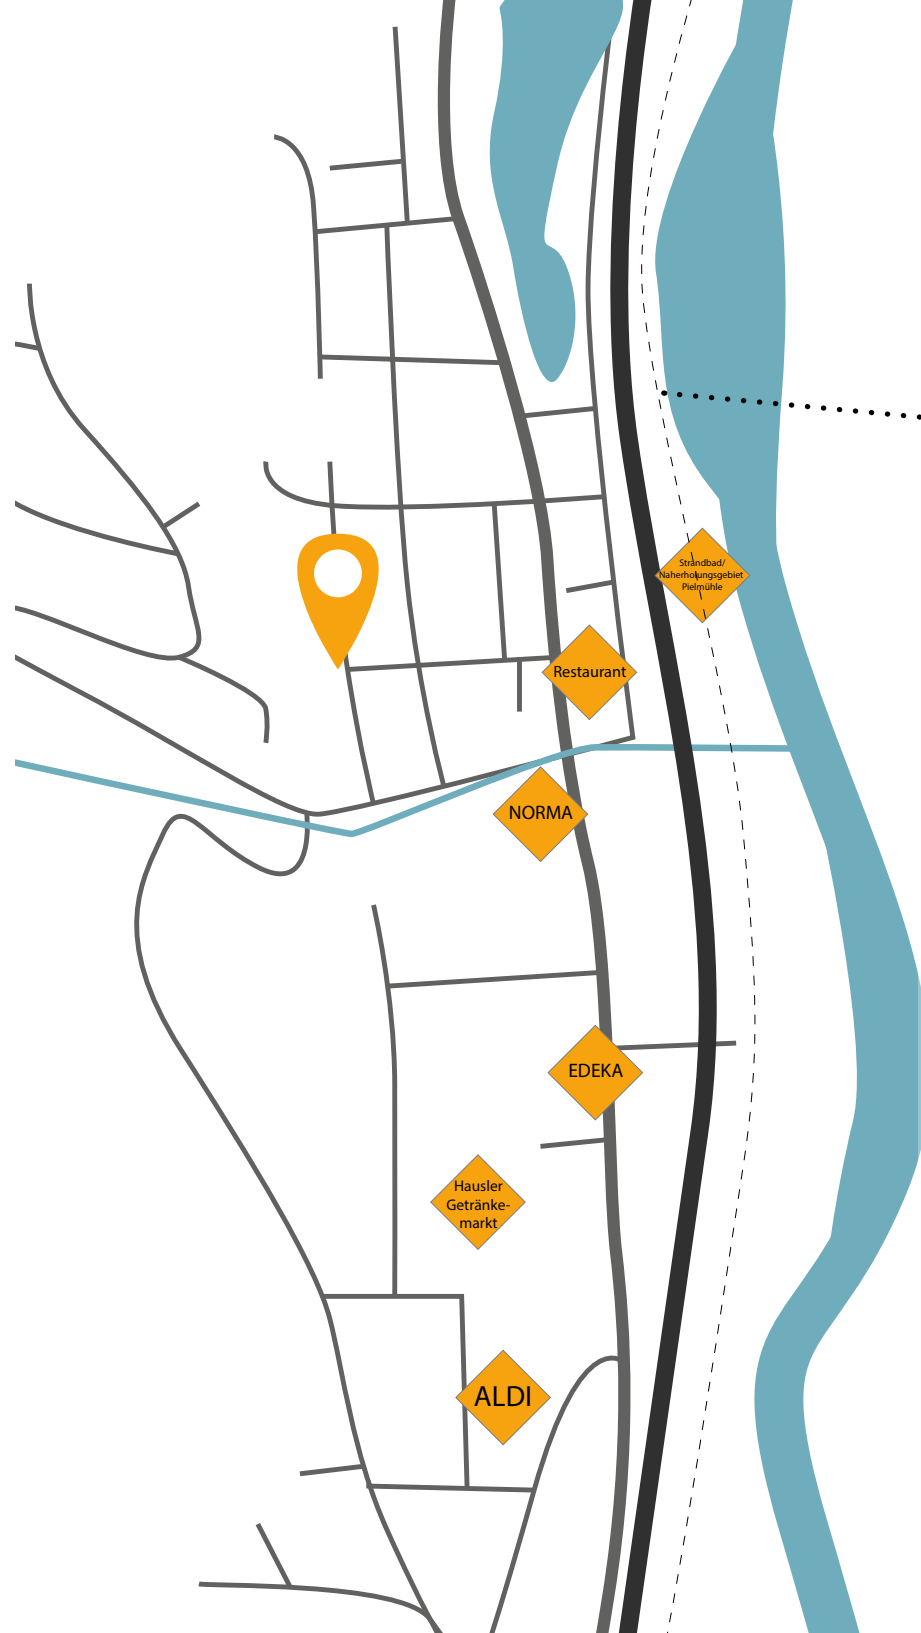 Strandbad/
Naherholungsgebiet
Pielmühle
Restaurant
NORMA
EDEKA
Hausler
Getränke-
markt
ALDI